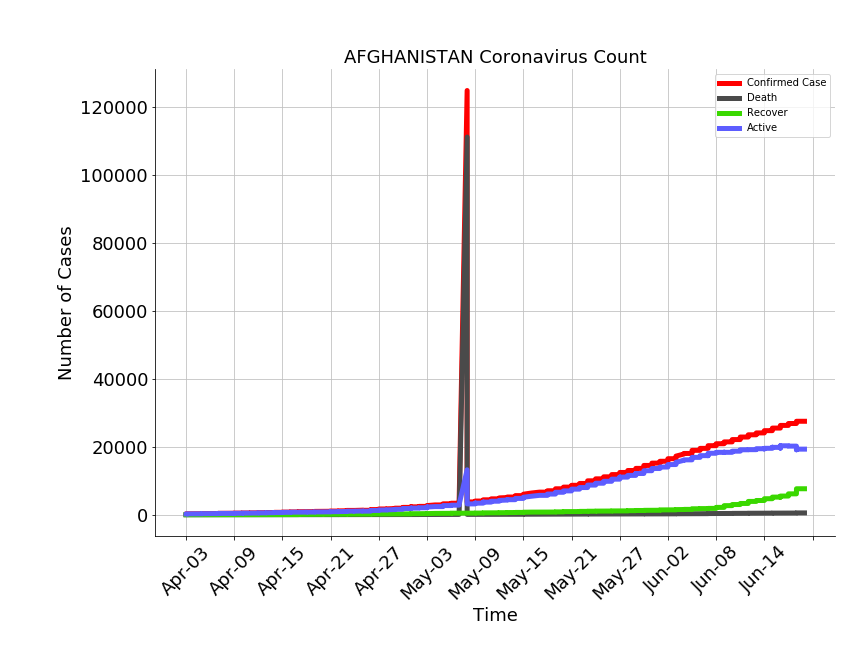 AFGHANISTAN Coronavirus Count
Confirmed Case
Death
Recover
Active
Number of Cases
120000
100000
80000
60000
40000
20000
0
Apr-03
Apr-09
Apr-15
Apr-21
Apr-27
May-03
May-09
May-15
May-21
May-27
Jun-02
Jun-08
Jun-14
Time